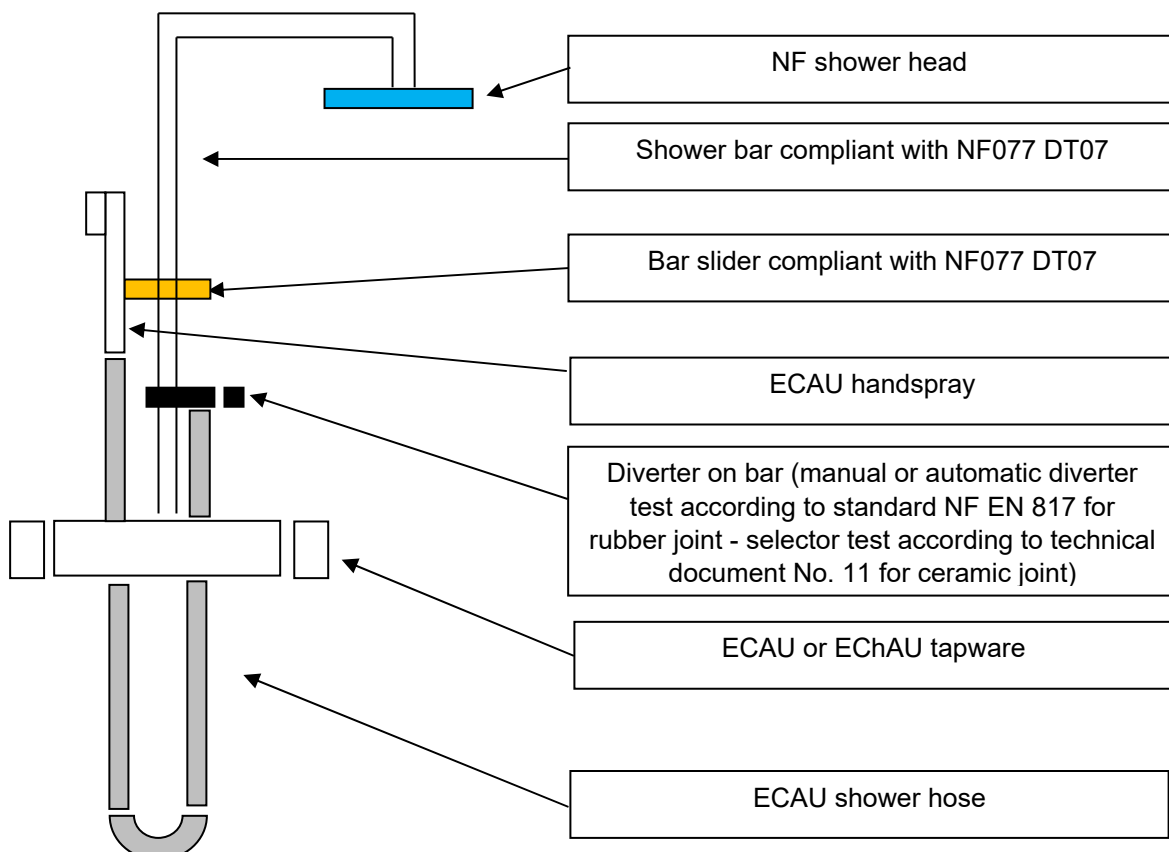 NF shower head
Shower bar compliant with NF077 DT07
Bar slider compliant with NF077 DT07
ECAU handspray
Diverter on bar (manual or automatic diverter
test according to standard NF EN 817 for
rubber joint - selector test according to technical
document No. 11 for ceramic joint)
ECAU or EChAU tapware
ECAU shower hose